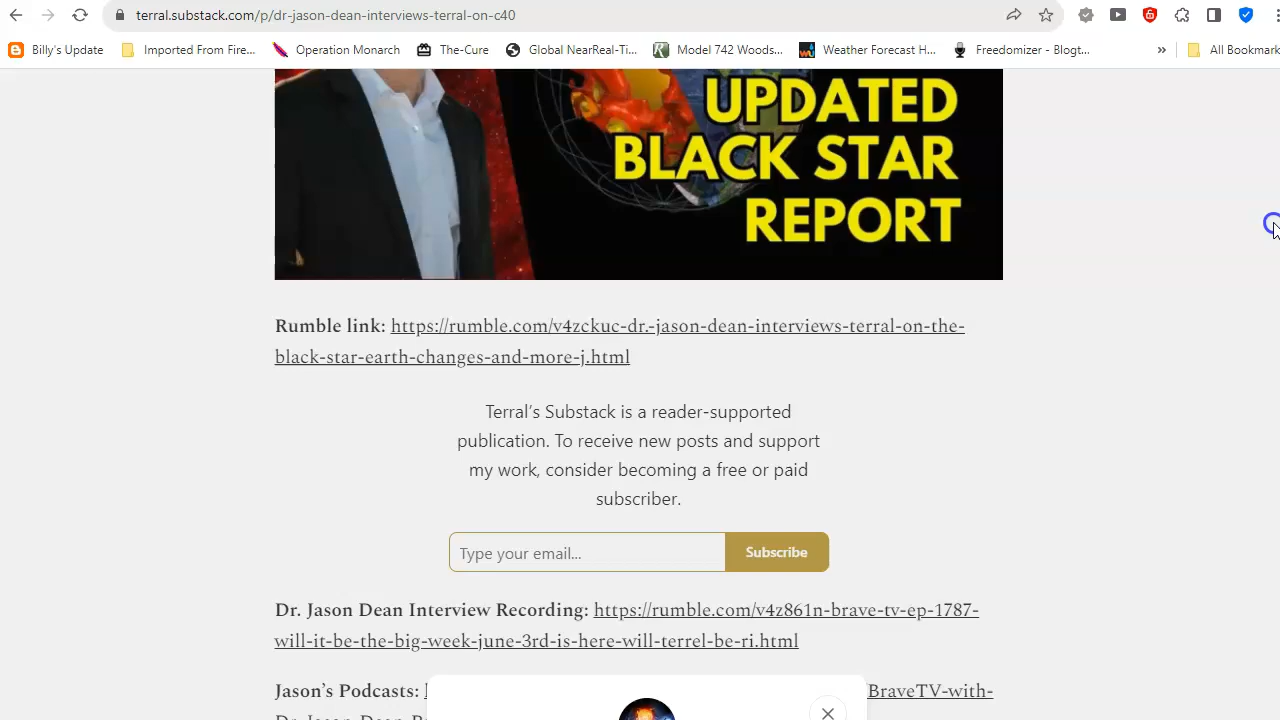 terral.substack.com/p/dr-jason-dean-interviews-terral-on-c40
Billy's Update Imported From Fire... Operation Monarch The-Cure Global NearReal-Ti... Model 742 Woods... Weather Forecast H... Freedomizer - Blogt... » All Bookmark
UPDATED
BLACK STAR
REPORT
Rumble link: https://rumble.com/v4zckuc-dr.-jason-dean-interviews-terral-on-the-
black-star-earth-changes-and-more-j.html
Terral's Substack is a reader-supported
publication. To receive new posts and support
my work, consider becoming a free or paid
subscriber.
Type your email... Subscribe
Dr. Jason Dean Interview Recording: https://rumble.com/v4z861n-brave-tv-ep-1787-
will-it-be-the-big-week-june-3rd-is-here-will-terrel-be-ri.html
Jason's Podcasts: /BraveTV-with-